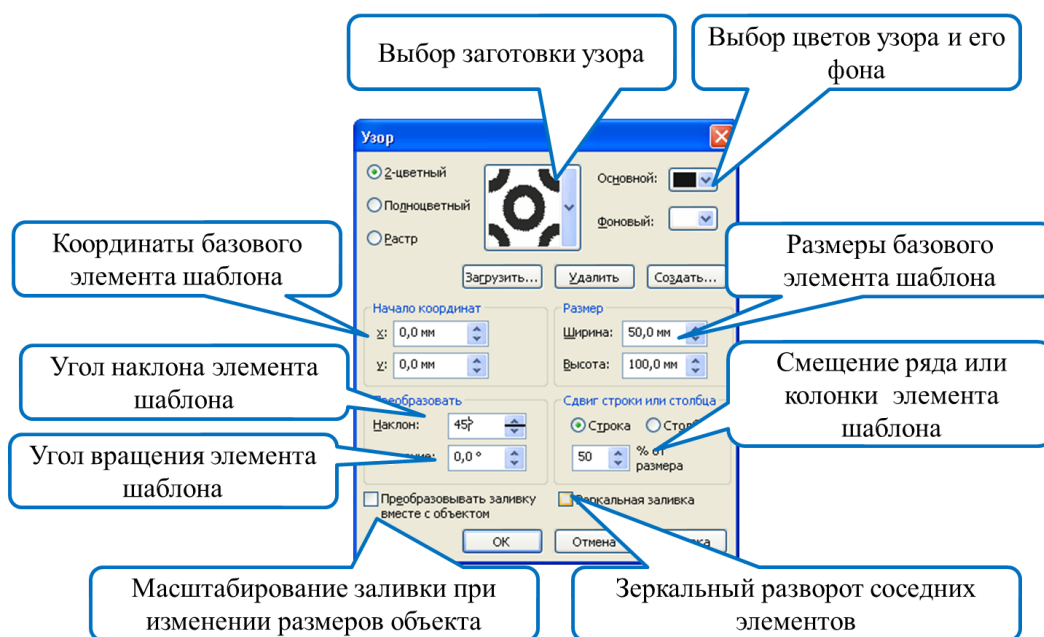 Выбор заготовки узора
Выбор цветов узора и его
фона
Узор
2-цветный
Полноцветный
Растр
Основной:
Фоновый:
Координаты базового
элемента шаблона
Размеры базового
элемента шаблона
Загрузить...
Удалить
Создать...
Начало координат
x: 0,0 мм
y: 0,0 мм
Размер
Ширина: 50,0 мм
Высота: 100,0 мм
Угол наклона элемента
шаблона
Смещение ряда или
колонки элемента
шаблона
Преобразовать
Наклон: 45°
0,0 °
Сдвиг строки или столбца
Строка
50 % от
размера
Угол вращения элемента
шаблона
Преобразовывать заливку
вместе с объектом
Зеркальная заливка
ОК
Отмена
Масштабирование заливки при
изменении размеров объекта
Зеркальный разворот соседних
элементов